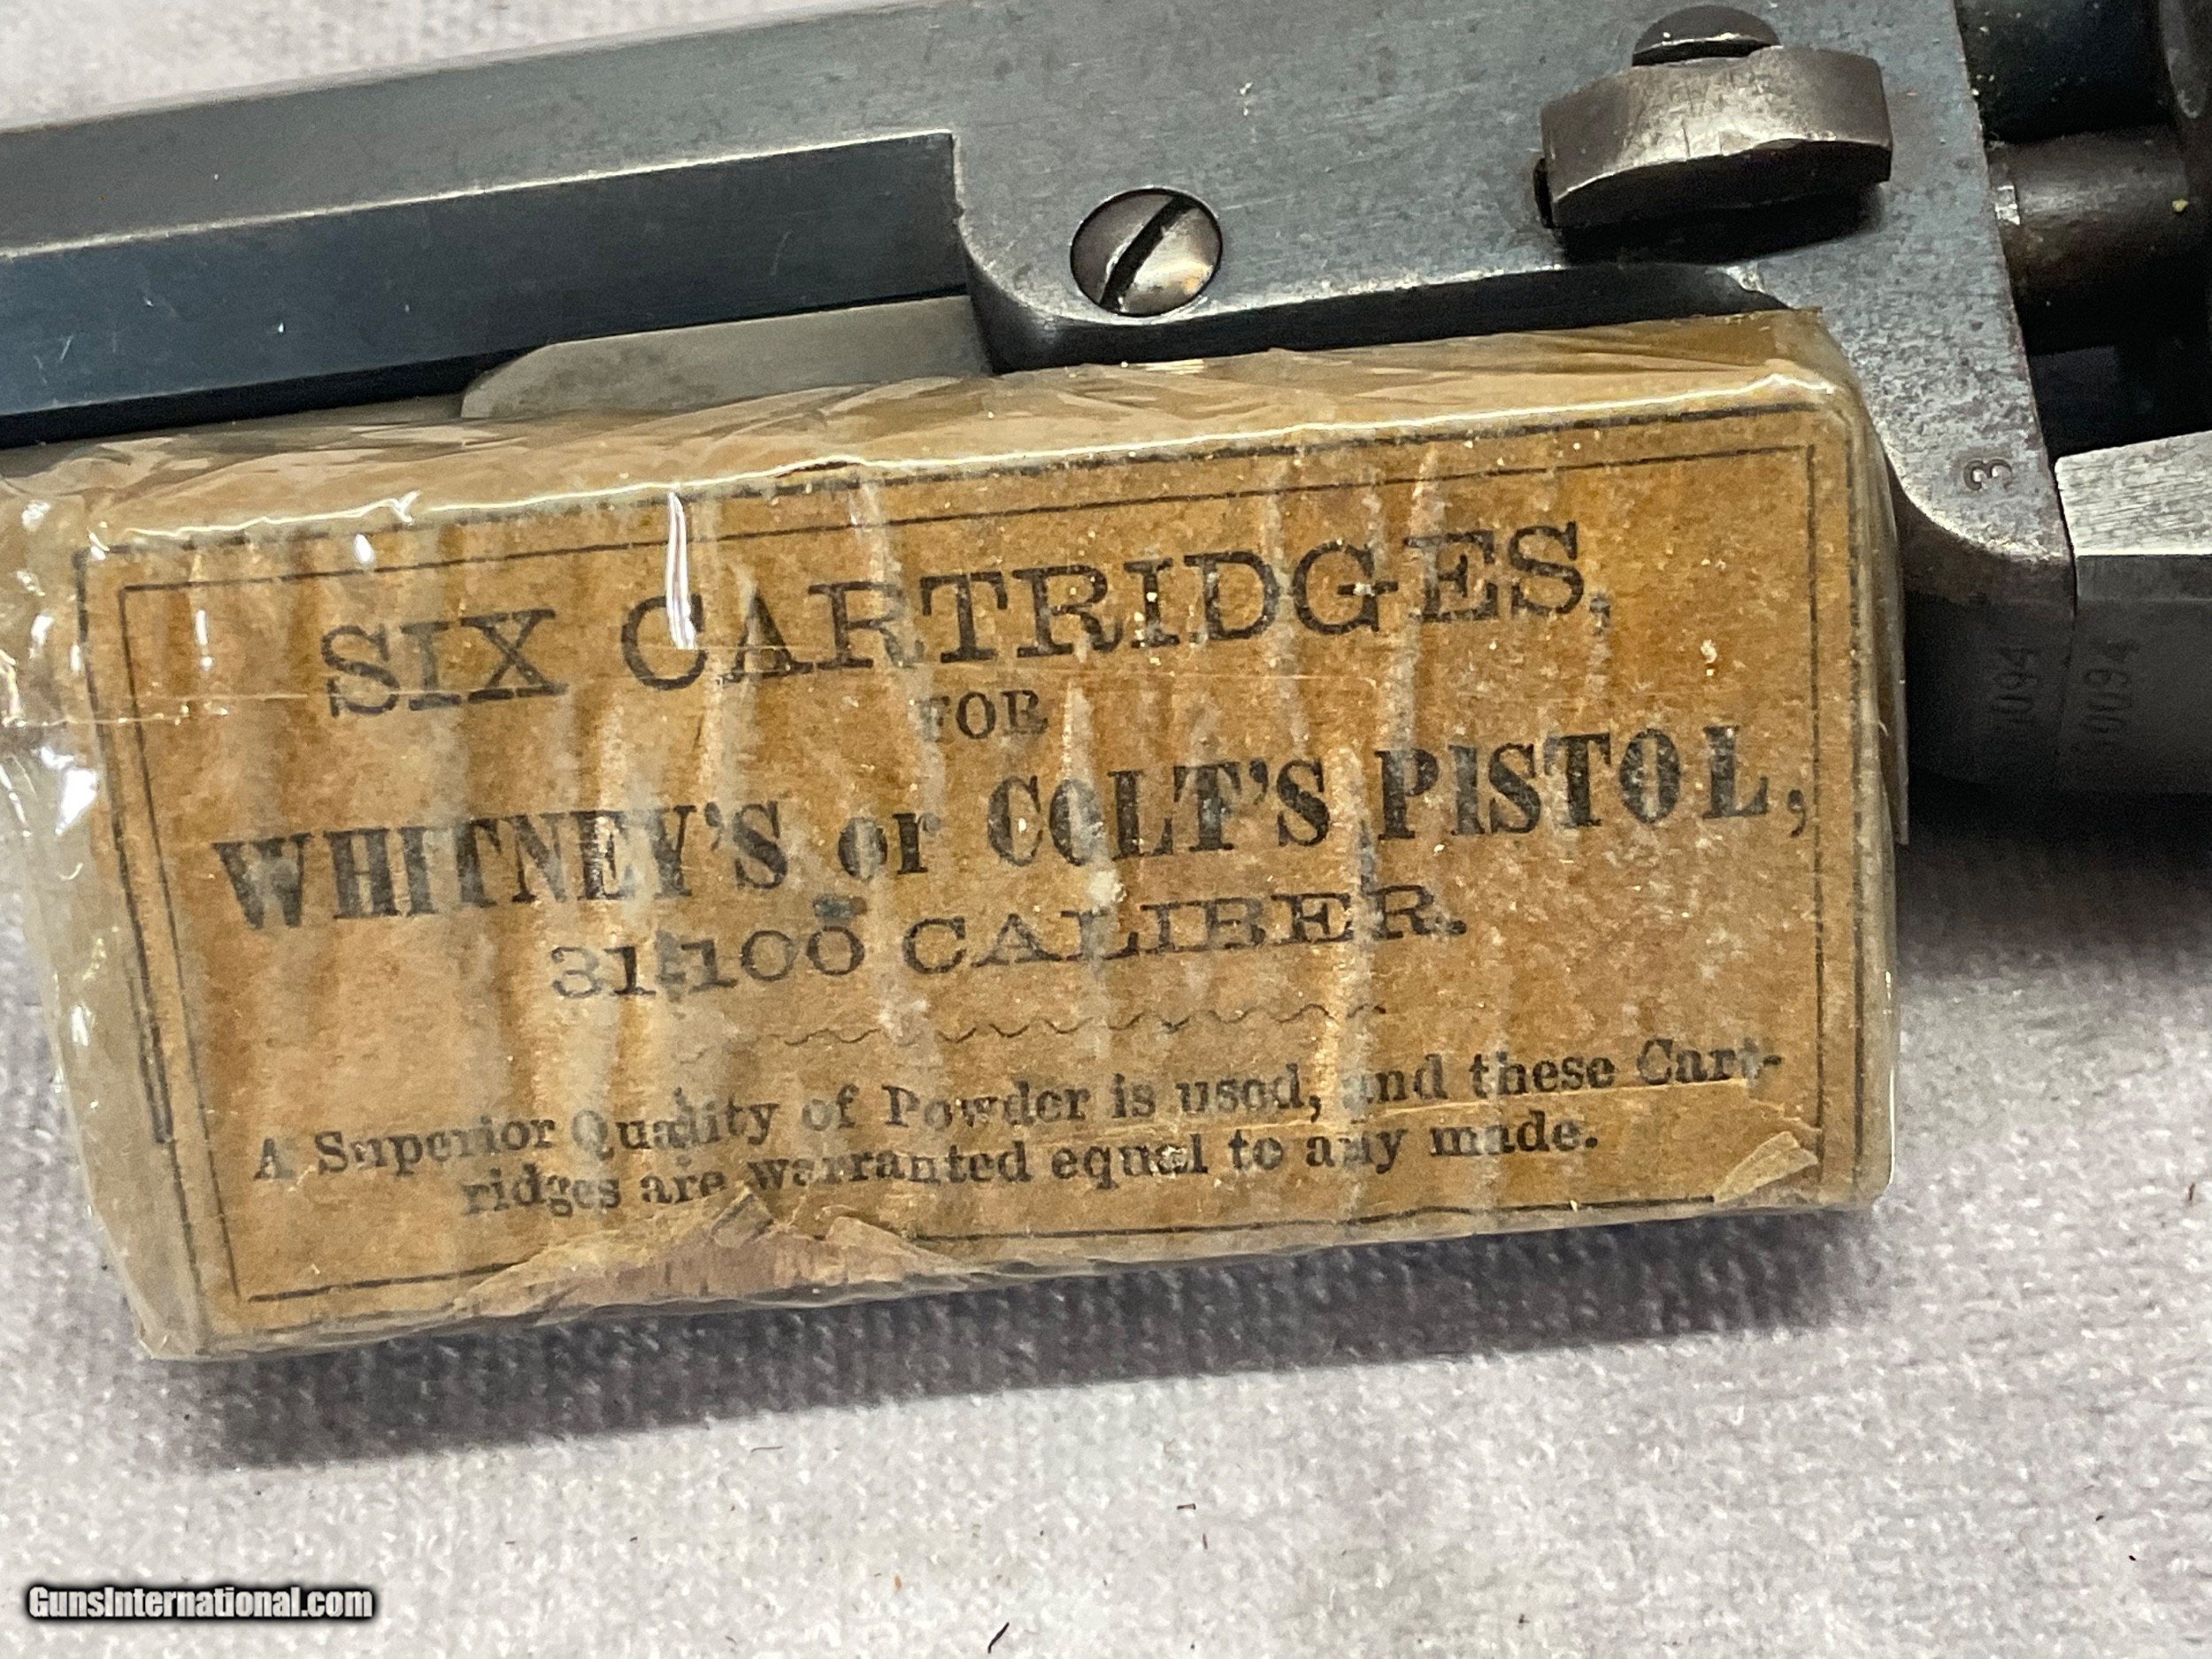 3
SIX CARTRIDGES,
FOR
WHITNEY'S or COLT'S PISTOL,
31-100 CALIBER.
A Superior Quality of Powder is used, and these Cart-
ridges are warranted equal to any made.
GunsInternational.com